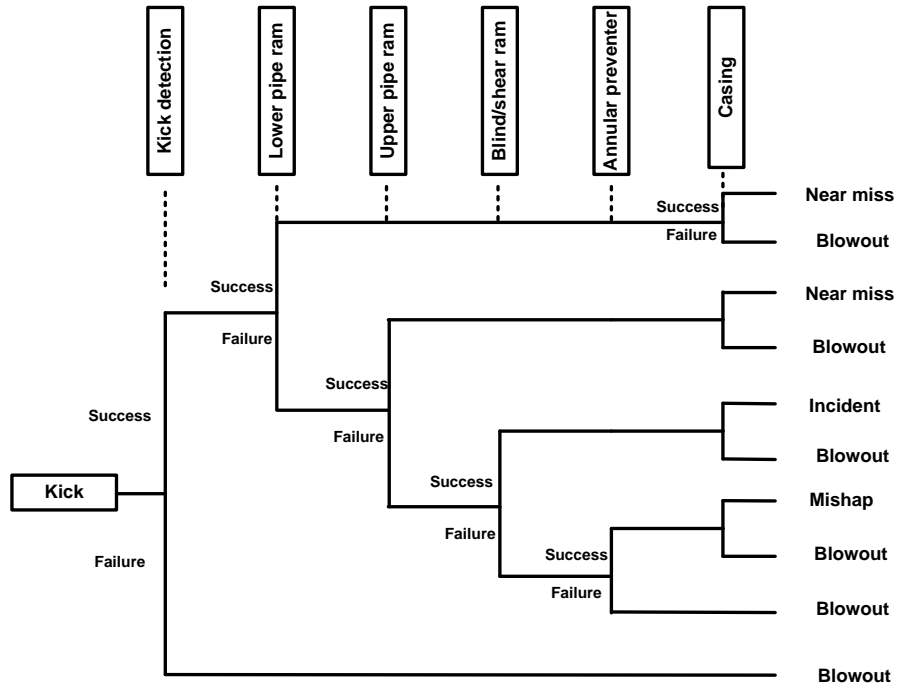 Kick detection
Lower pipe ram
Upper pipe ram
Blind/shear ram
Annular preventer
Casing
Near miss
Success
Failure
Blowout
Success
Near miss
Failure
Blowout
Success
Incident
Success
Failure
Blowout
Success
Kick
Mishap
Failure
Success
Blowout
Failure
Failure
Blowout
Blowout